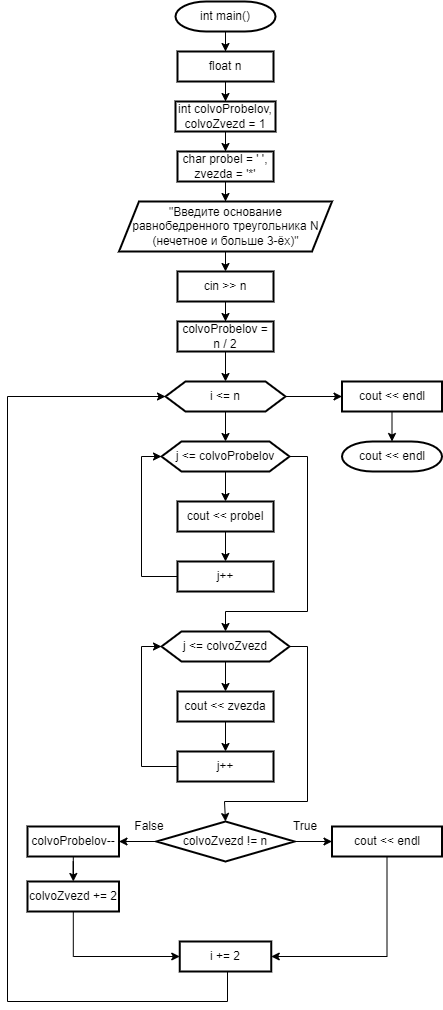 int main()
float n
int colvoProbelov,
colvoZvezd = 1
char probel = ' ',
zvezda = '*'
"Введите основание
равнобедренного треугольника N
(нечетное и больше 3-ёх)"
cin >> n
colvoProbelov =
n / 2
i <= n
cout << endl
j <= colvoProbelov
cout << endl
cout << probel
j++
j <= colvoZvezd
cout << zvezda
j++
False
True
colvoProbelov--
colvoZvezd != n
cout << endl
colvoZvezd += 2
i += 2